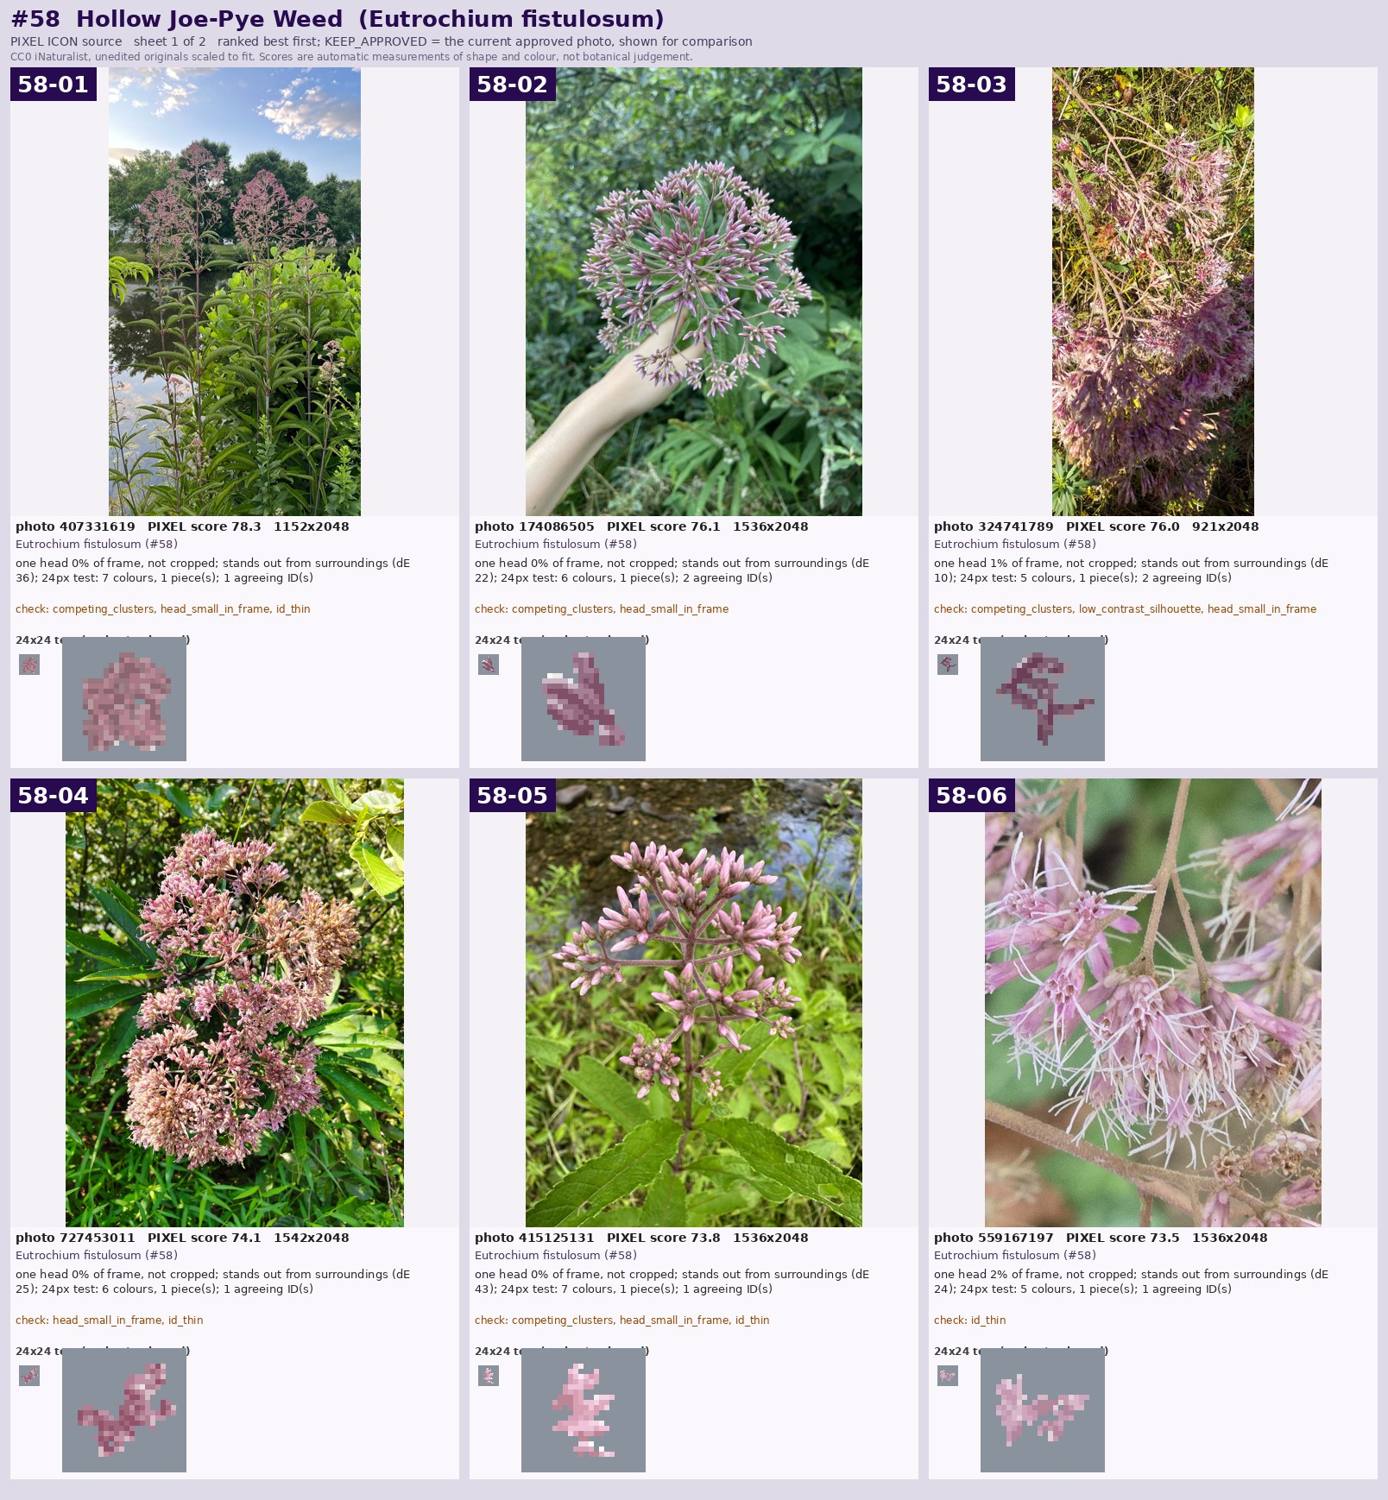 #58 Hollow Joe-Pye Weed (Eutrochium fistulosum)
PIXEL ICON source sheet 1 of 2 ranked best first; KEEP_APPROVED = the current approved photo, shown for comparison
CC0 iNaturalist, unedited originals scaled to fit. Scores are automatic measurements of shape and colour, not botanical judgement.
58-01
photo 407331619 PIXEL score 78.3 1152x2048
Eutrochium fistulosum (#58)
one head 0% of frame, not cropped; stands out from surroundings (dE
36); 24px test: 7 colours, 1 piece(s); 1 agreeing ID(s)
check: competing_clusters, head_small_in_frame, id_thin
24x24
58-02
photo 174086505 PIXEL score 76.1 1536x2048
Eutrochium fistulosum (#58)
one head 0% of frame, not cropped; stands out from surroundings (dE
22); 24px test: 6 colours, 1 piece(s); 2 agreeing ID(s)
check: competing_clusters, head_small_in_frame
24x24
58-03
photo 324741789 PIXEL score 76.0 921x2048
Eutrochium fistulosum (#58)
one head 1% of frame, not cropped; stands out from surroundings (dE
10); 24px test: 5 colours, 1 piece(s); 2 agreeing ID(s)
check: competing_clusters, low_contrast_silhouette, head_small_in_frame
24x24
58-04
photo 727453011 PIXEL score 74.1 1542x2048
Eutrochium fistulosum (#58)
one head 0% of frame, not cropped; stands out from surroundings (dE
25); 24px test: 6 colours, 1 piece(s); 1 agreeing ID(s)
check: head_small_in_frame, id_thin
24x24
58-05
photo 415125131 PIXEL score 73.8 1536x2048
Eutrochium fistulosum (#58)
one head 0% of frame, not cropped; stands out from surroundings (dE
43); 24px test: 7 colours, 1 piece(s); 1 agreeing ID(s)
check: competing_clusters, head_small_in_frame, id_thin
24x24
58-06
photo 559167197 PIXEL score 73.5 1536x2048
Eutrochium fistulosum (#58)
one head 2% of frame, not cropped; stands out from surroundings (dE
24); 24px test: 5 colours, 1 piece(s); 1 agreeing ID(s)
check: id_thin
24x24